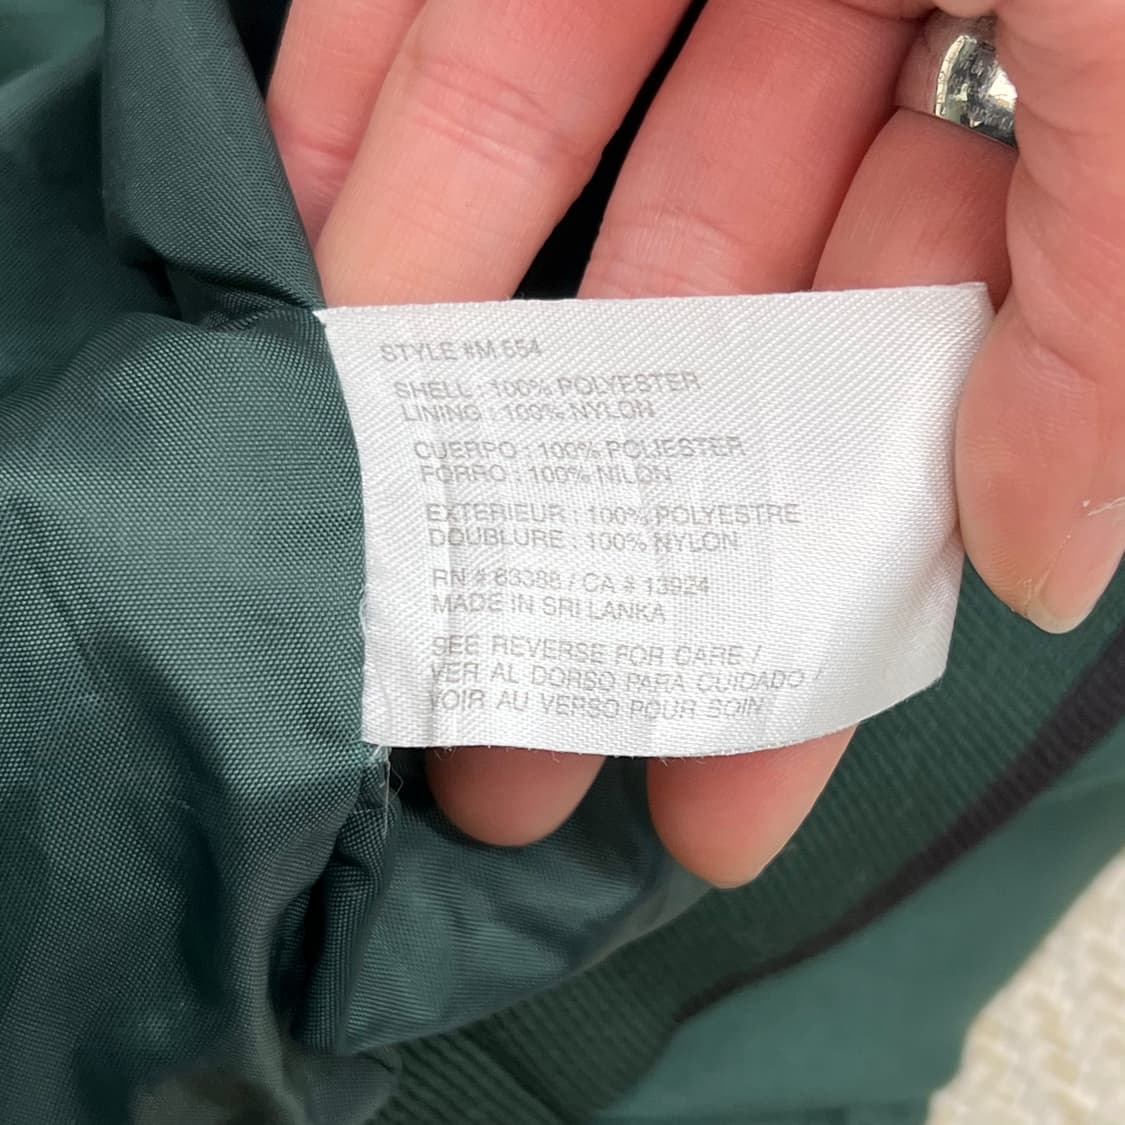 STYLE #M 554
SHELL : 100% POLYESTER
LINING : 100% NYLON
CUERPO : 100% POLIESTER
FORRO : 100% NILON
EXTERIEUR : 100% POLYESTRE
DOUBLURE : 100% NYLON
RN # 83388 / CA # 13924
MADE IN SRI LANKA
SEE REVERSE FOR CARE /
VER AL DORSO PARA CUIDADO /
VOIR AU VERSO POUR SOIN